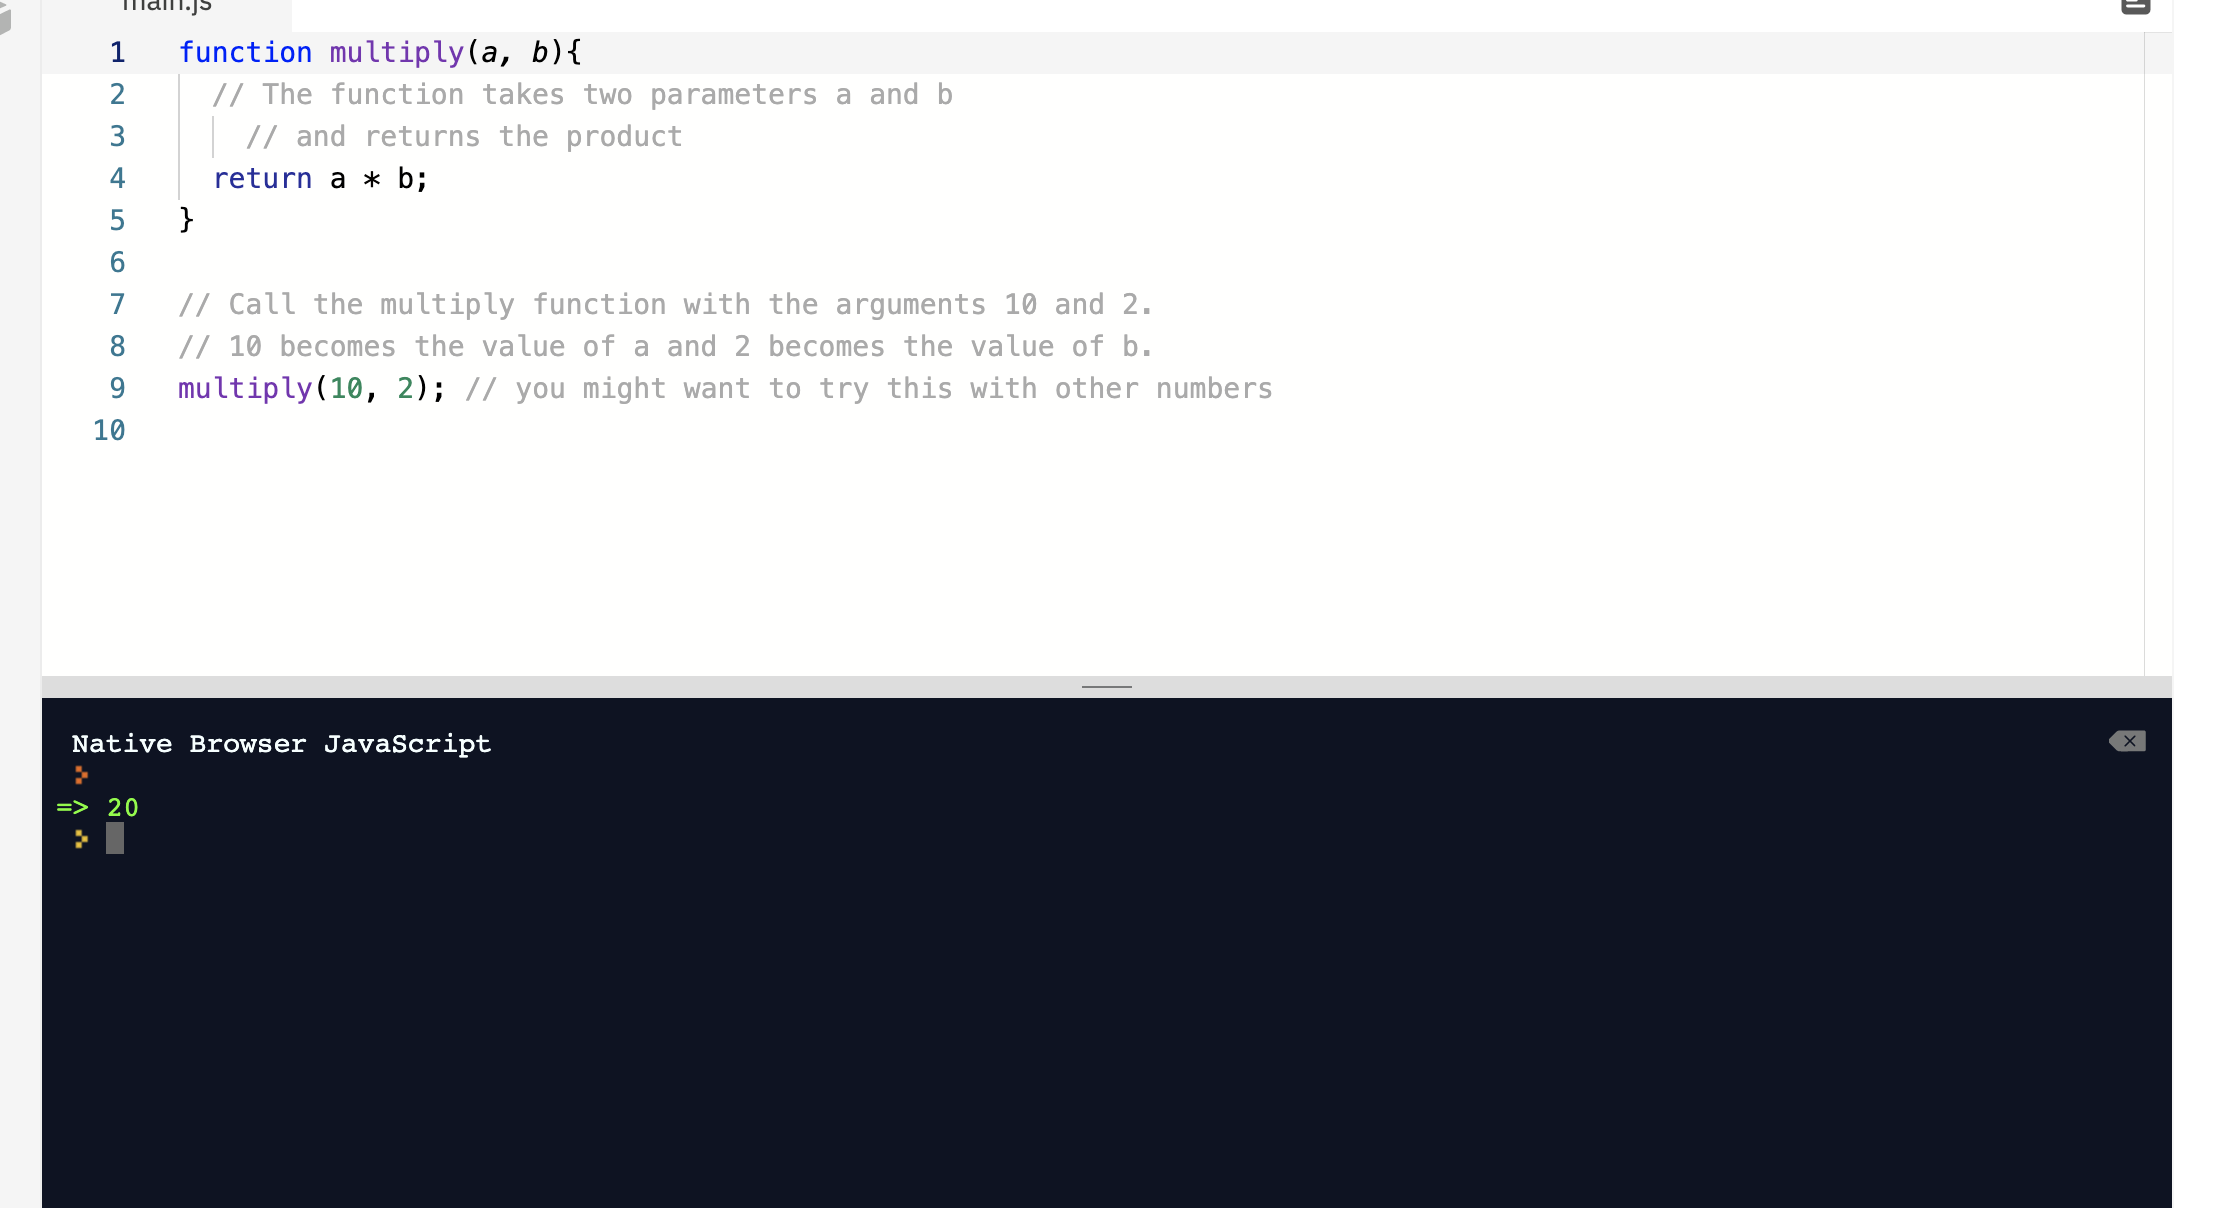 main.js
1 function multiply(a, b){
2 // The function takes two parameters a and b
3 // and returns the product
4 return a * b;
5 }
6
7 // Call the multiply function with the arguments 10 and 2.
8 // 10 becomes the value of a and 2 becomes the value of b.
9 multiply(10, 2); // you might want to try this with other numbers
10
Native Browser JavaScript
>
=> 20
>